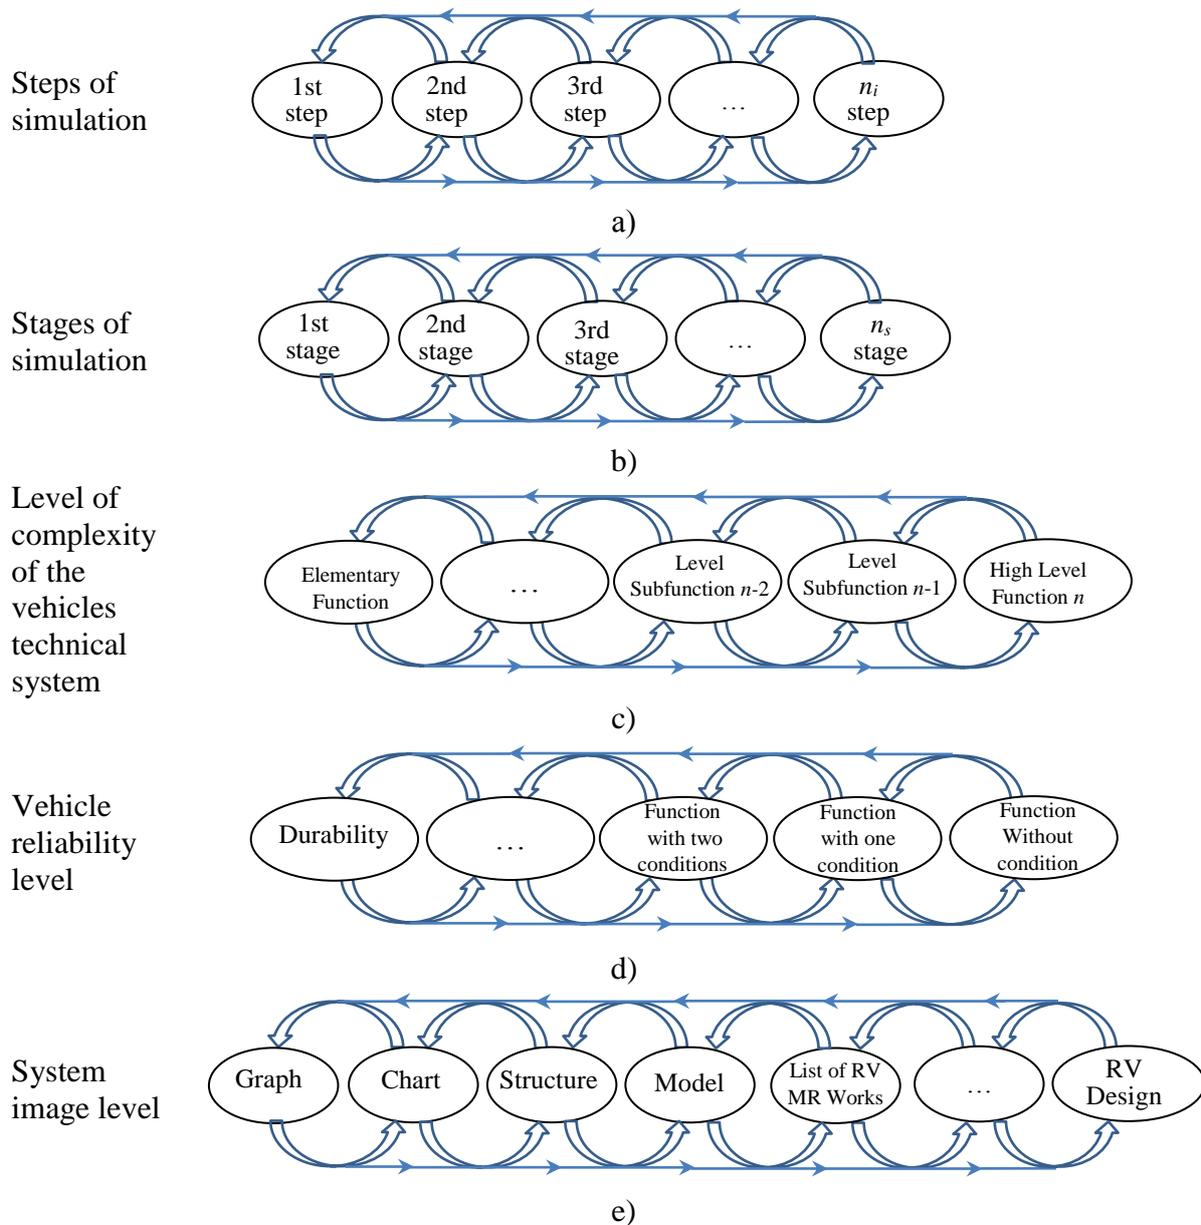 Steps of
simulation
1st
step
2nd
step
3rd
step
…
nᵢ
step
a)
Stages of
simulation
1st
stage
2nd
stage
3rd
stage
…
nₛ
stage
b)
Level of
complexity
of the
vehicles
technical
system
Elementary
Function
…
Level
Subfunction n-2
Level
Subfunction n-1
High Level
Function n
c)
Vehicle
reliability
level
Durability
…
Function
with two
conditions
Function
with one
condition
Function
Without
condition
d)
System
image level
Graph
Chart
Structure
Model
List of RV
MR Works
…
RV
Design
e)